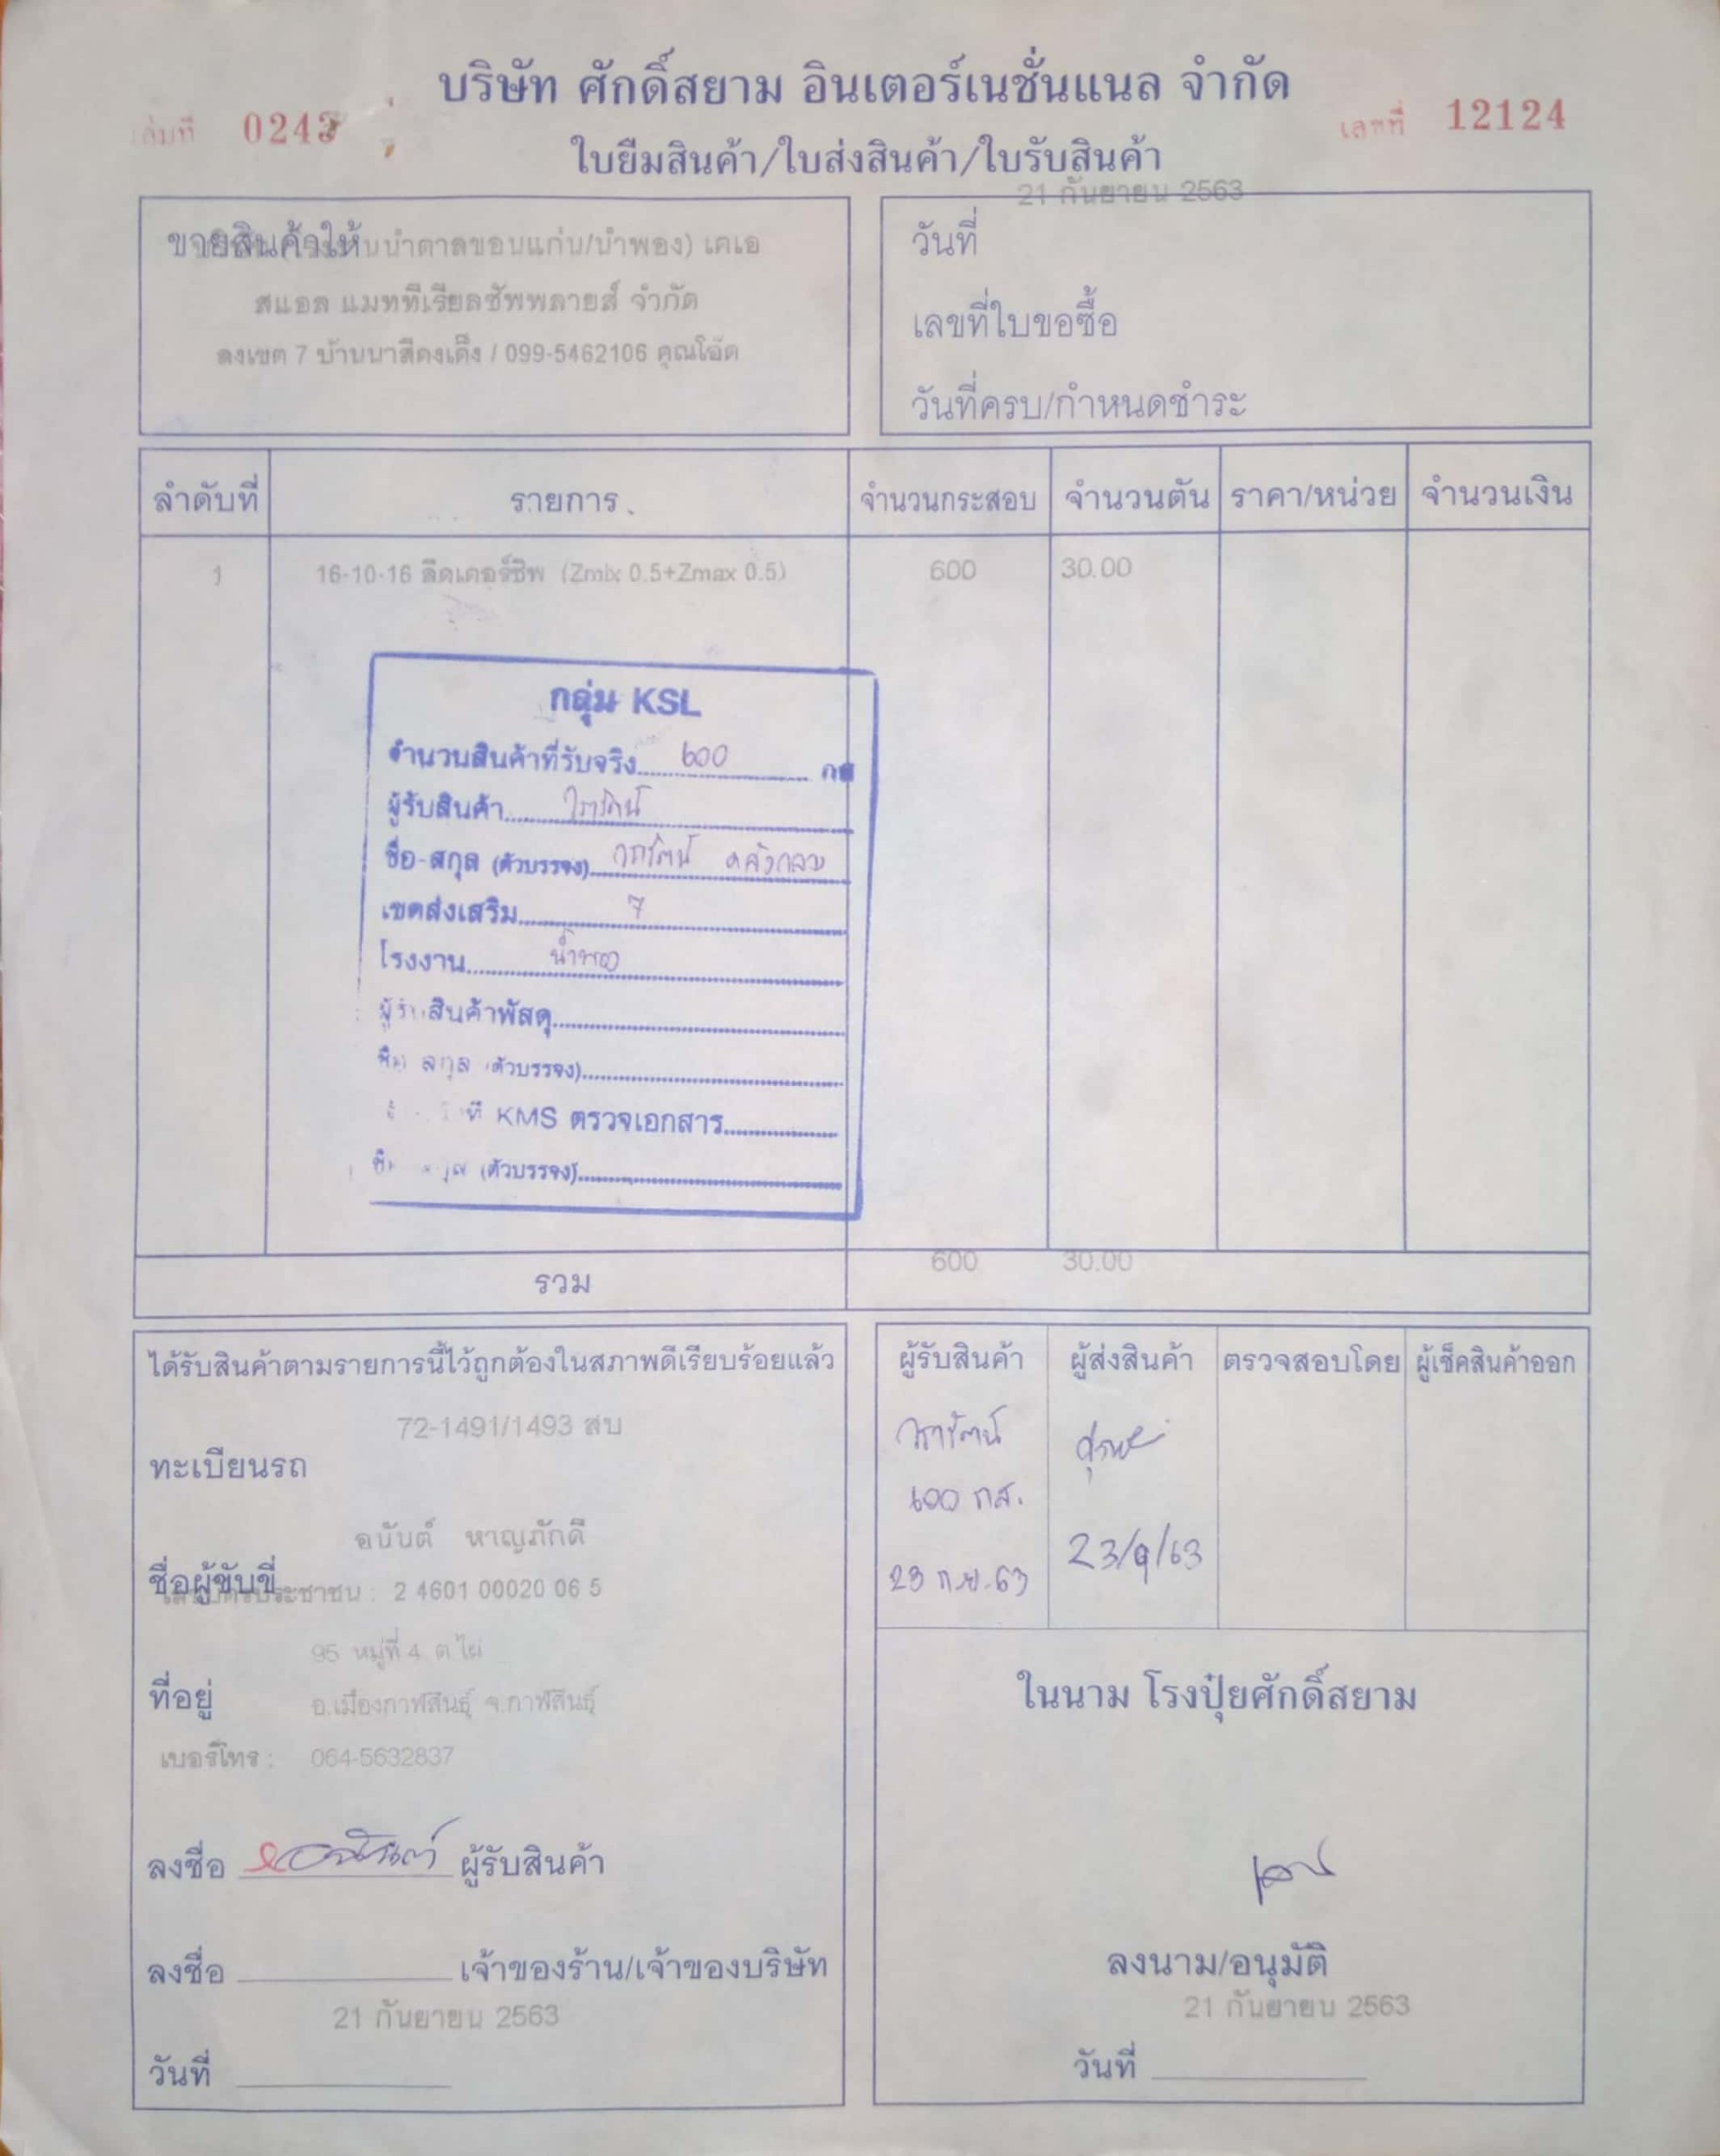 บริษัท ศักดิ์สยาม อินเตอร์เนชั่นแนล จำกัด
เล่มที่ 0243
เลขที่ 12124
ใบยืมสินค้า/ใบส่งสินค้า/ใบรับสินค้า
21 กันยายน 2563
ขายสินค้าให้ ขอนแก่น/น้ำพอง) เคเอ
สแอล แมททีเรียลซัพพลายส์ จำกัด
ลงเขต 7 บ้านนาสีดงเค็ง / 099-5462106 คุณโอ๊ด
วันที่
เลขที่ใบขอซื้อ
วันที่ครบ/กำหนดชำระ
ลำดับที่ รายการ จำนวนกระสอบ จำนวนตัน ราคา/หน่วย จำนวนเงิน
1 16-10-16 ลีดเดอร์ชิพ (Zmix 0.5+Zmax 0.5) 600 30.00
กลุ่ม KSL
จำนวนสินค้าที่รับจริง 600 กส
ผู้รับสินค้า วรารัตน์
ชื่อ-สกุล (ตัวบรรจง) วรารัตน์
เขตส่งเสริม 7
โรงงาน น้ำพอง
ผู้รับสินค้าพัสดุ
ชื่อ สกุล (ตัวบรรจง)
ที่ KMS ตรวจเอกสาร
ชื่อ สกุล (ตัวบรรจง)
รวม 600 30.00
ได้รับสินค้าตามรายการนี้ไว้ถูกต้องในสภาพดีเรียบร้อยแล้ว
72-1491/1493 สบ
ทะเบียนรถ
อนันต์ หาญภักดี
ชื่อผู้ขับขี่
เลขบัตรประชาชน : 2 4601 00020 06 5
95 หมู่ที่ 4 ต ไผ่
ที่อยู่ อ.เมืองกาฬสินธุ์ จ.กาฬสินธุ์
เบอร์โทร : 064-5632837
ลงชื่อ อนันต์ ผู้รับสินค้า
ลงชื่อ เจ้าของร้าน/เจ้าของบริษัท
21 กันยายน 2563
วันที่
ผู้รับสินค้า ผู้ส่งสินค้า ตรวจสอบโดย ผู้เช็คสินค้าออก
วรารัตน์
600 กส.
23 ก.ย. 63
23/9/63
ในนาม โรงปุ๋ยศักดิ์สยาม
ลงนาม/อนุมัติ
21 กันยายน 2563
วันที่